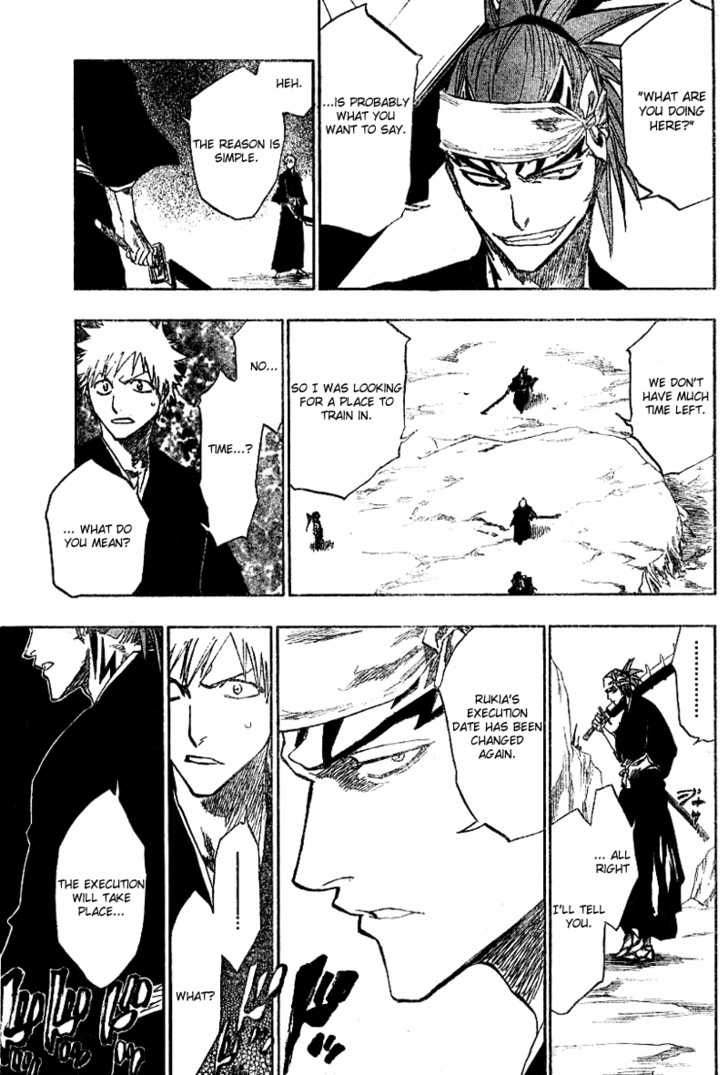 "WHAT ARE
YOU DOING
HERE?"
...IS PROBABLY
WHAT YOU
WANT TO SAY.
HEH.
THE REASON IS
SIMPLE.
WE DON'T
HAVE MUCH
TIME LEFT.
SO I WAS LOOKING
FOR A PLACE TO
TRAIN IN.
NO...
TIME...?
... WHAT DO
YOU MEAN?
.........
... ALL
RIGHT
I'LL TELL
YOU.
RUKIA'S
EXECUTION
DATE HAS BEEN
CHANGED
AGAIN.
.........
WHAT?
THE EXECUTION
WILL TAKE
PLACE...